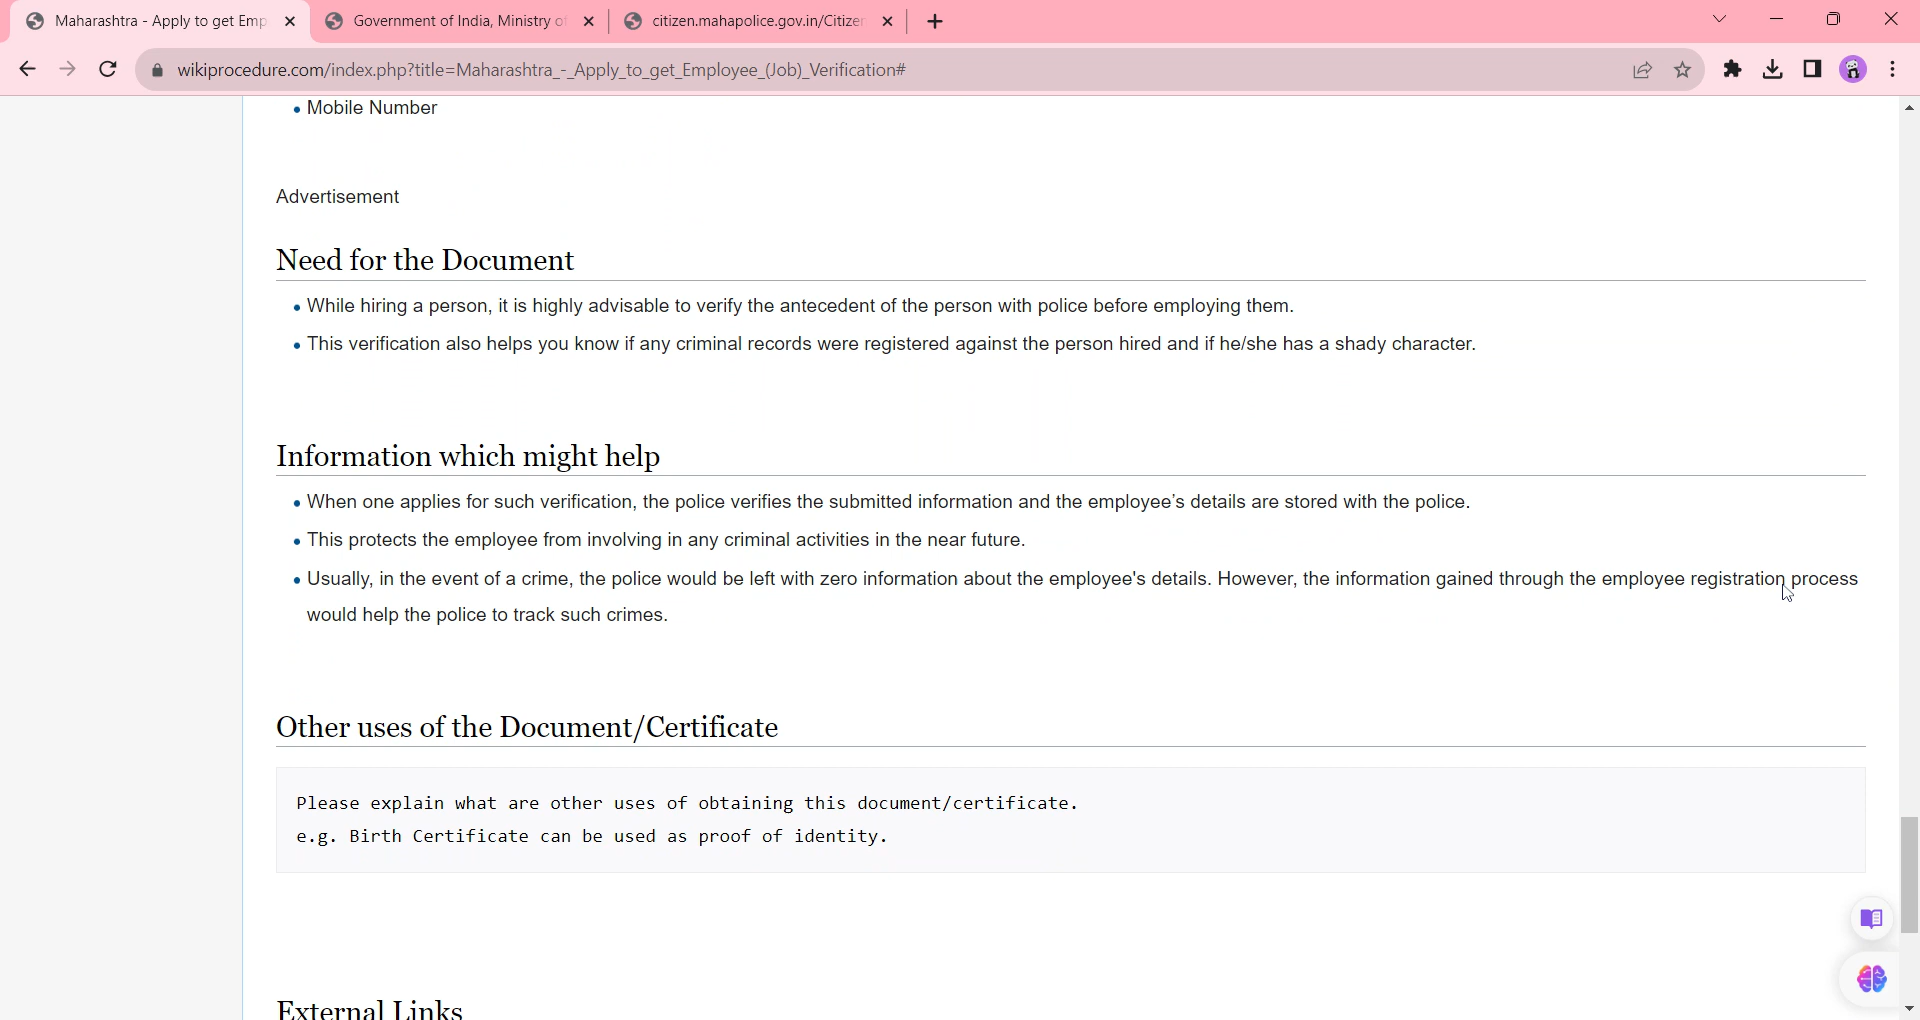 Maharashtra - Apply to get Emp
Government of India, Ministry of
citizen.mahapolice.gov.in/Citizen
wikiprocedure.com/index.php?title=Maharashtra_-_Apply_to_get_Employee_(Job)_Verification#
• Mobile Number
Advertisement
Need for the Document
• While hiring a person, it is highly advisable to verify the antecedent of the person with police before employing them.
• This verification also helps you know if any criminal records were registered against the person hired and if he/she has a shady character.
Information which might help
• When one applies for such verification, the police verifies the submitted information and the employee’s details are stored with the police.
• This protects the employee from involving in any criminal activities in the near future.
• Usually, in the event of a crime, the police would be left with zero information about the employee's details. However, the information gained through the employee registration process
would help the police to track such crimes.
Other uses of the Document/Certificate
Please explain what are other uses of obtaining this document/certificate.
e.g. Birth Certificate can be used as proof of identity.
External Links